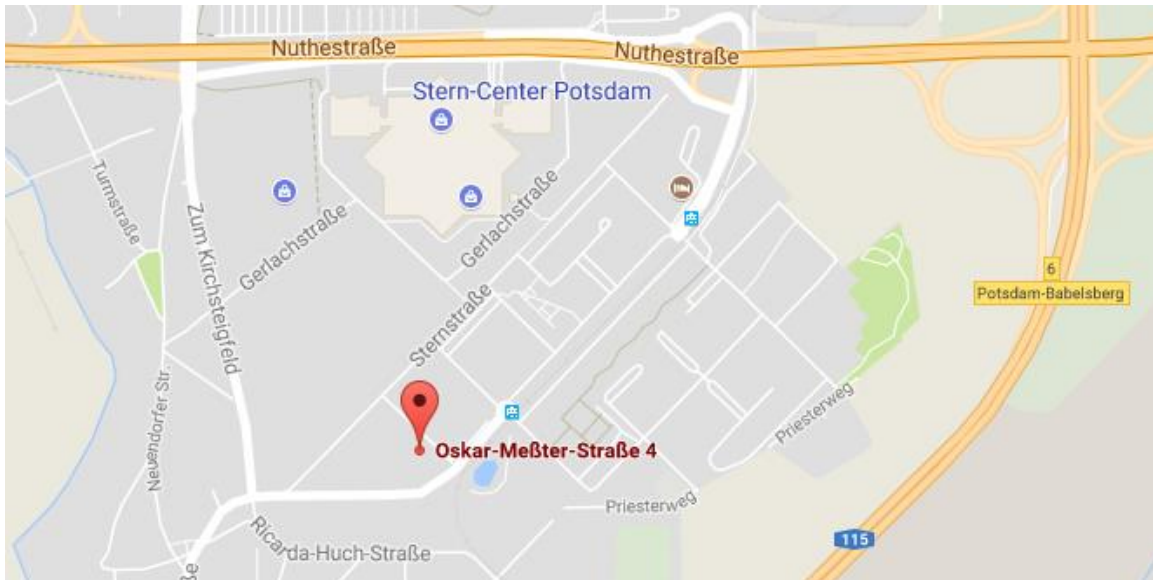 Nuthestraße
Nuthestraße
Stern-Center Potsdam
Turmstraße
Zum Kirchsteigfeld
Gerlachstraße
Gerlachstraße
6
Potsdam-Babelsberg
Sternstraße
Neuendorfer Str.
Priesterweg
Oskar-Meßter-Straße 4
Priesterweg
Ricarda-Huch-Straße
115